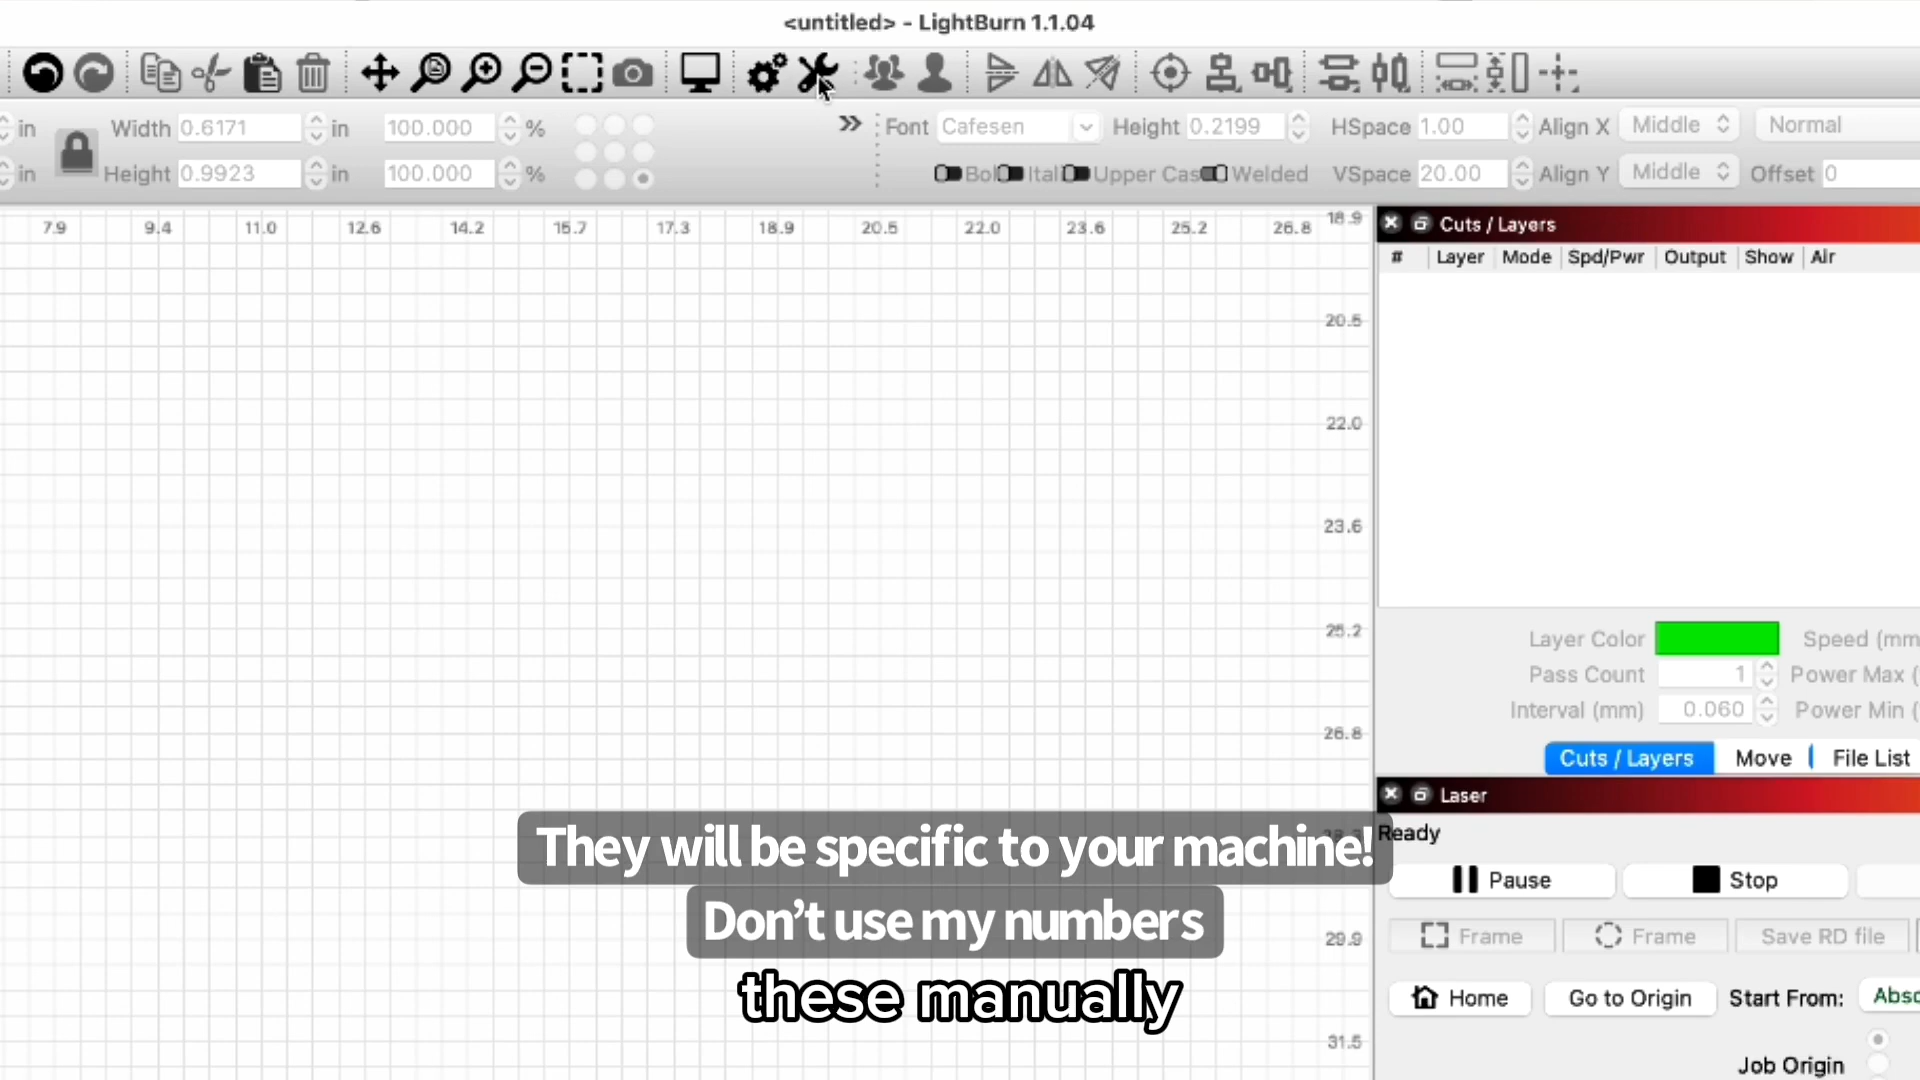 <untitled> - LightBurn 1.1.04
in Width 0.6171 in 100.000 % Font Cafesen Height 0.2199 HSpace 1.00 Align X Middle Normal
in Height 0.9923 in 100.000 % Bol Ital Upper Cas Welded VSpace 20.00 Align Y Middle Offset 0
7.9 9.4 11.0 12.6 14.2 15.7 17.3 18.9 20.5 22.0 23.6 25.2 26.8 18.9
Cuts / Layers
# Layer Mode Spd/Pwr Output Show Air
20.5
22.0
23.6
25.2
Layer Color Speed (mm
Pass Count 1 Power Max (
Interval (mm) 0.060 Power Min (
26.8
Cuts / Layers Move File List
Laser
Ready
They will be specific to your machine!
Pause Stop
Don't use my numbers
29.9
Frame Frame Save RD file
these manually
Home Go to Origin Start From: Abso
31.5
Job Origin